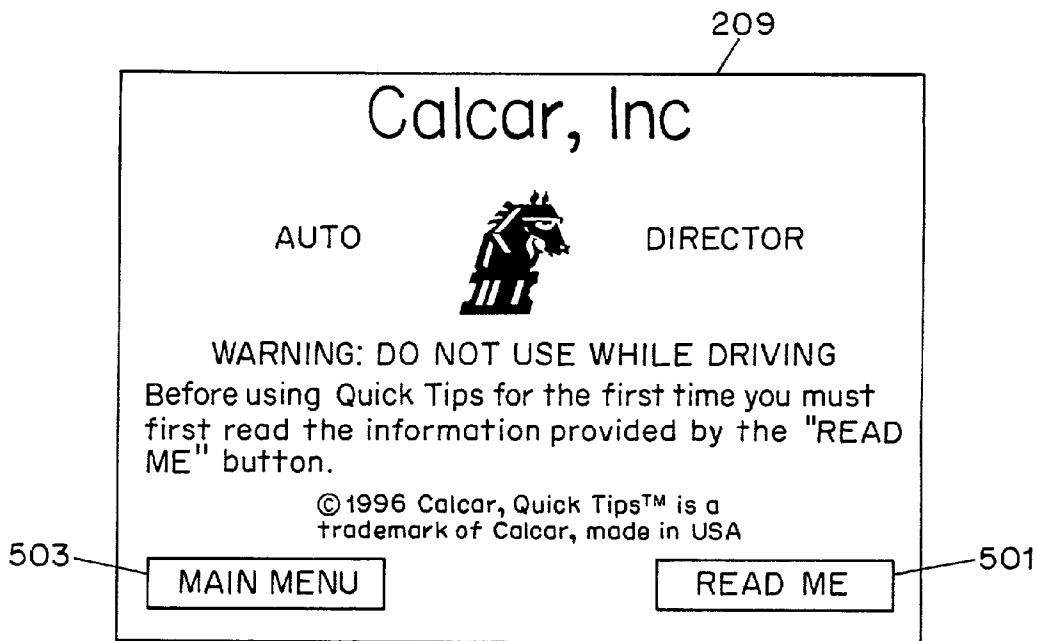 209
Calcar, Inc
AUTO DIRECTOR
WARNING: DO NOT USE WHILE DRIVING
Before using Quick Tips for the first time you must
first read the information provided by the "READ
ME" button.
©1996 Calcar, Quick Tips™ is a
trademark of Calcar, made in USA
503 MAIN MENU READ ME 501